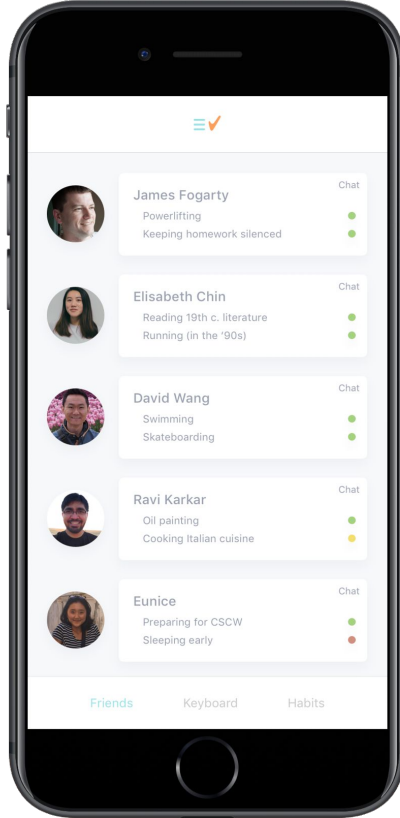 James Fogarty
Chat
Powerlifting
Keeping homework silenced
Elisabeth Chin
Chat
Reading 19th c. literature
Running (in the '90s)
David Wang
Chat
Swimming
Skateboarding
Ravi Karkar
Chat
Oil painting
Cooking Italian cuisine
Eunice
Chat
Preparing for CSCW
Sleeping early
Friends Keyboard Habits